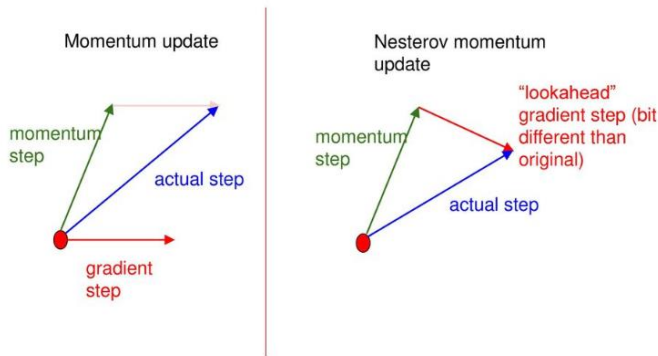 Momentum update
momentum
step
actual step
gradient
step
Nesterov momentum
update
momentum
step
"lookahead"
gradient step (bit
different than
original)
actual step